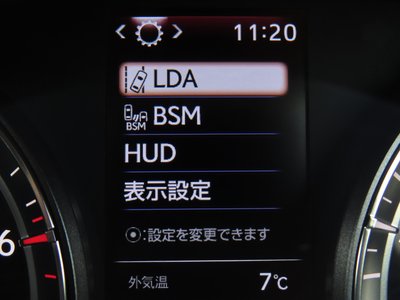 < >
11:20
LDA
BSM BSM
HUD
表示設定
⦿:設定を変更できます
外気温 7℃
6